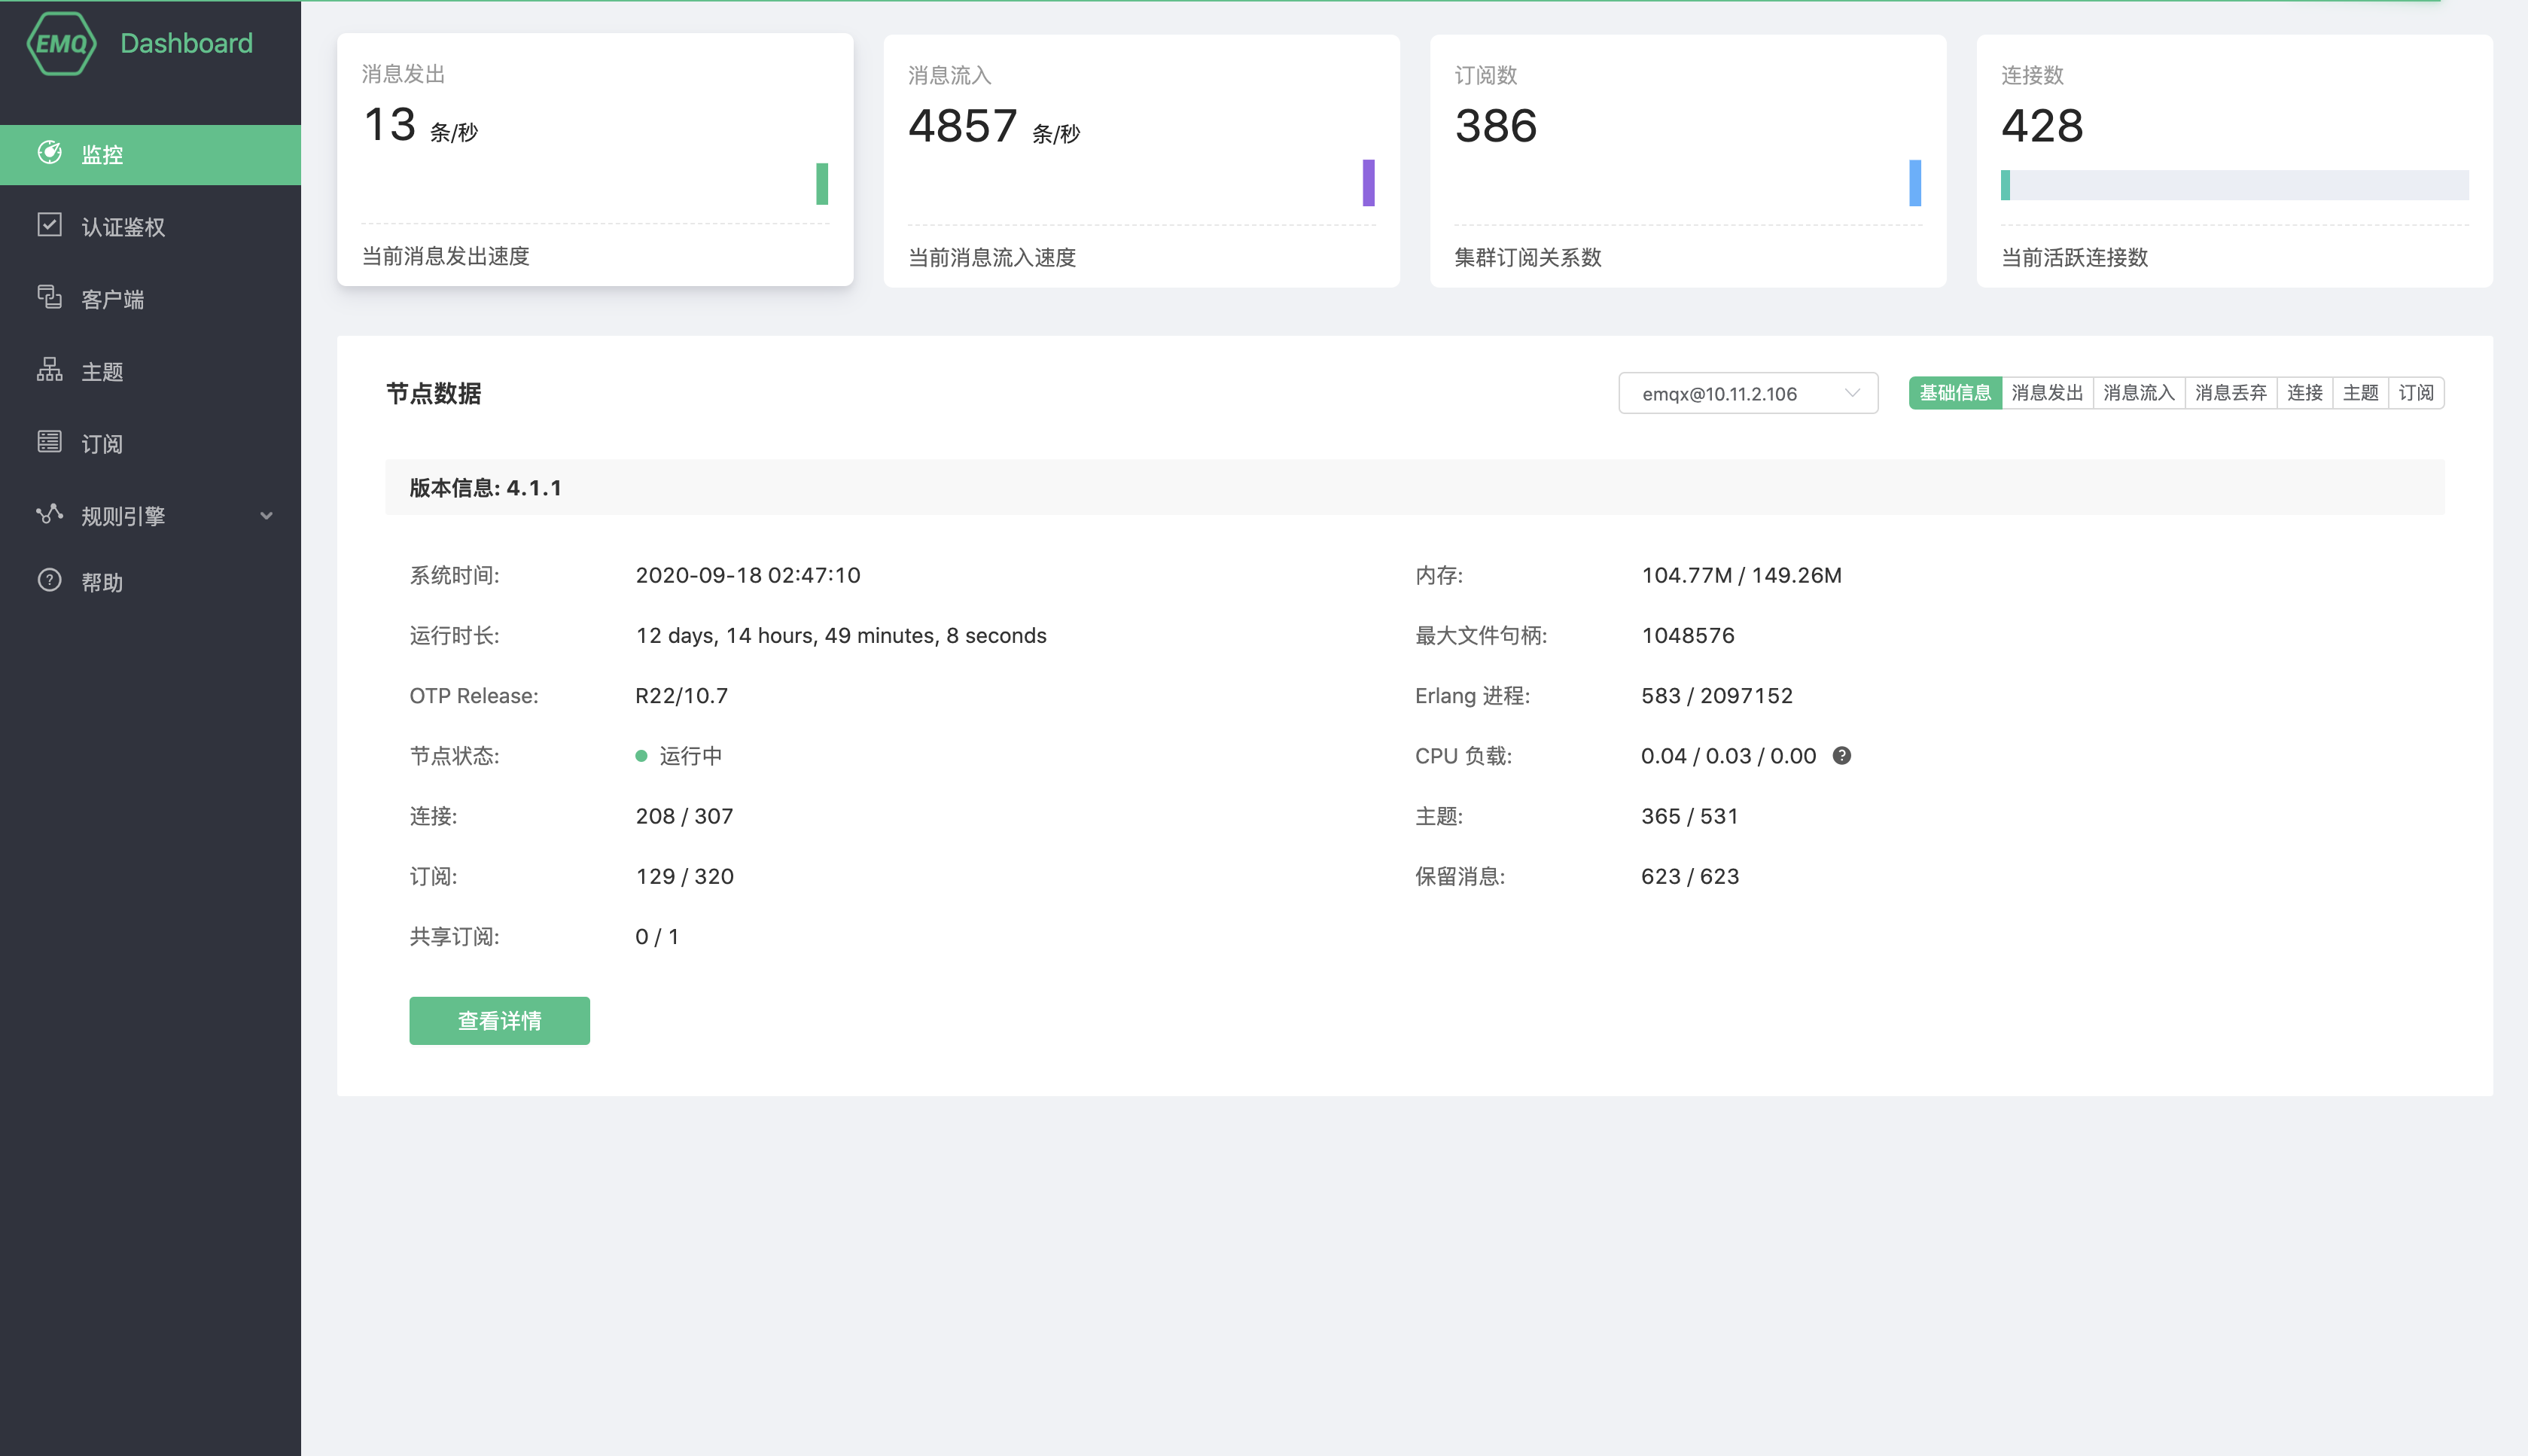 EMQ Dashboard
监控
认证鉴权
客户端
主题
订阅
规则引擎
帮助
消息发出
13 条/秒
当前消息发出速度
消息流入
4857 条/秒
当前消息流入速度
订阅数
386
集群订阅关系数
连接数
428
当前活跃连接数
节点数据
emqx@10.11.2.106
基础信息 消息发出 消息流入 消息丢弃 连接 主题 订阅
版本信息: 4.1.1
系统时间: 2020-09-18 02:47:10
运行时长: 12 days, 14 hours, 49 minutes, 8 seconds
OTP Release: R22/10.7
节点状态: 运行中
连接: 208 / 307
订阅: 129 / 320
共享订阅: 0 / 1
内存: 104.77M / 149.26M
最大文件句柄: 1048576
Erlang 进程: 583 / 2097152
CPU 负载: 0.04 / 0.03 / 0.00 ?
主题: 365 / 531
保留消息: 623 / 623
查看详情